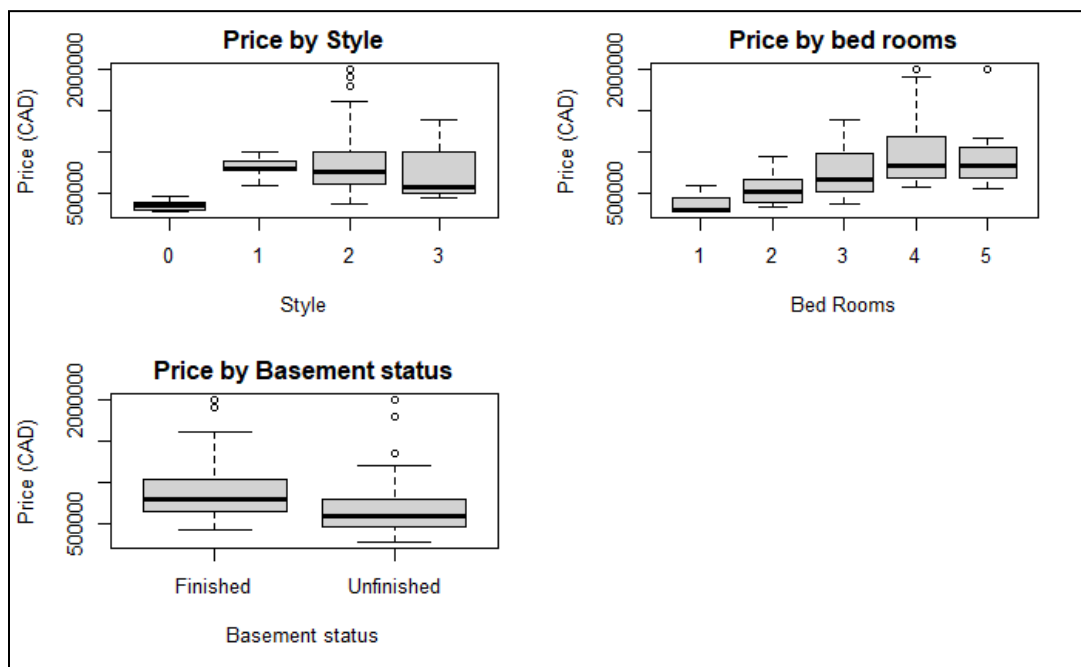 Price by Style
Price (CAD)
500000 2000000
0 1 2 3
Style
Price by bed rooms
Price (CAD)
500000 2000000
1 2 3 4 5
Bed Rooms
Price by Basement status
Price (CAD)
500000 2000000
Finished Unfinished
Basement status